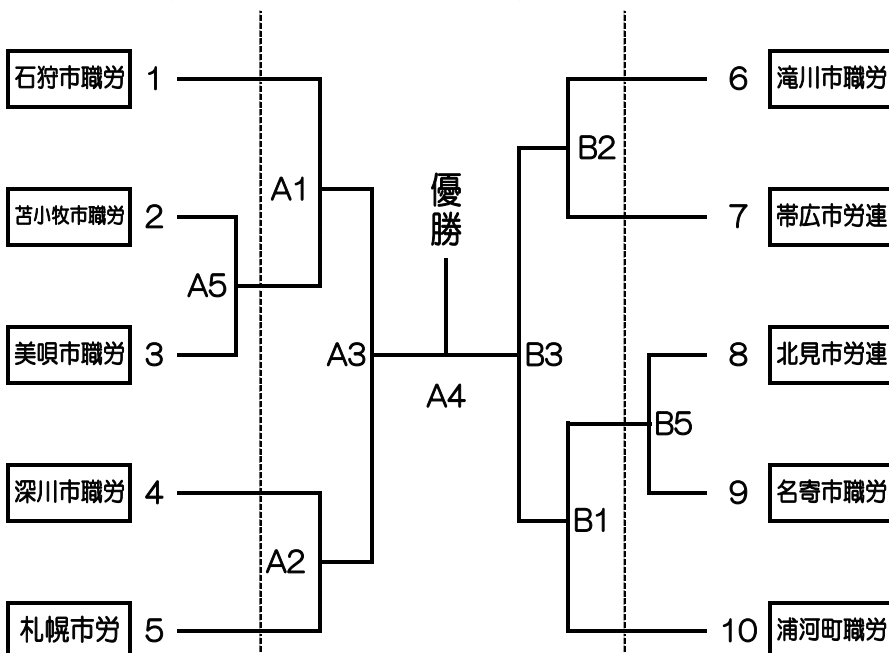 石狩市職労 1
苫小牧市職労 2
美唄市職労 3
深川市職労 4
札幌市労 5
A1
A5
A3
A2
優勝
A4
B2
B3
B5
B1
6 滝川市職労
7 帯広市労連
8 北見市労連
9 名寄市職労
10 浦河町職労